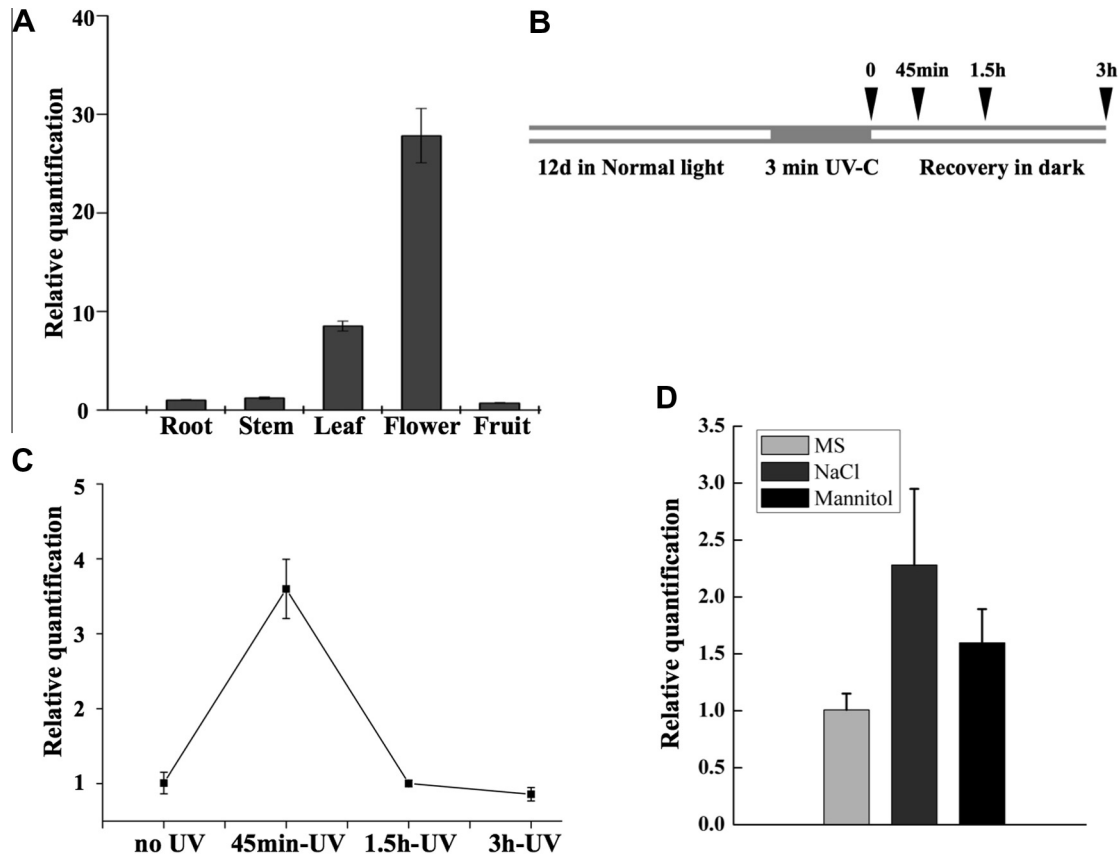 A
Relative quantification
40
30
20
10
0
Root Stem Leaf Flower Fruit
B
0 45min 1.5h 3h
12d in Normal light 3 min UV-C Recovery in dark
C
Relative quantification
5
4
3
2
1
no UV 45min-UV 1.5h-UV 3h-UV
D
Relative quantification
3.5
3.0
2.5
2.0
1.5
1.0
0.5
0.0
MS
NaCl
Mannitol